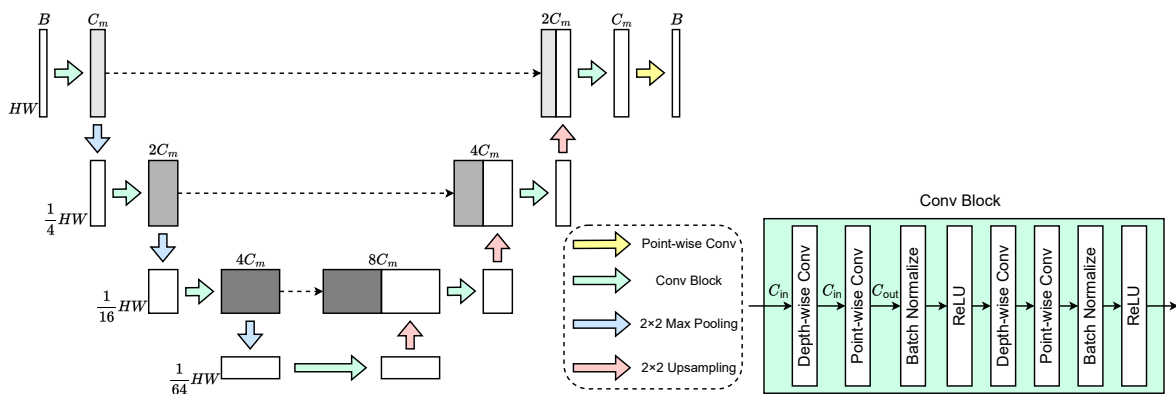 B
C_m
2C_m
C_m
B
HW
2C_m
4C_m
1/4 HW
4C_m
8C_m
1/16 HW
1/64 HW
Point-wise Conv
Conv Block
2×2 Max Pooling
2×2 Upsampling
Conv Block
C_in
Depth-wise Conv
C_in
Point-wise Conv
C_out
Batch Normalize
ReLU
Depth-wise Conv
Point-wise Conv
Batch Normalize
ReLU